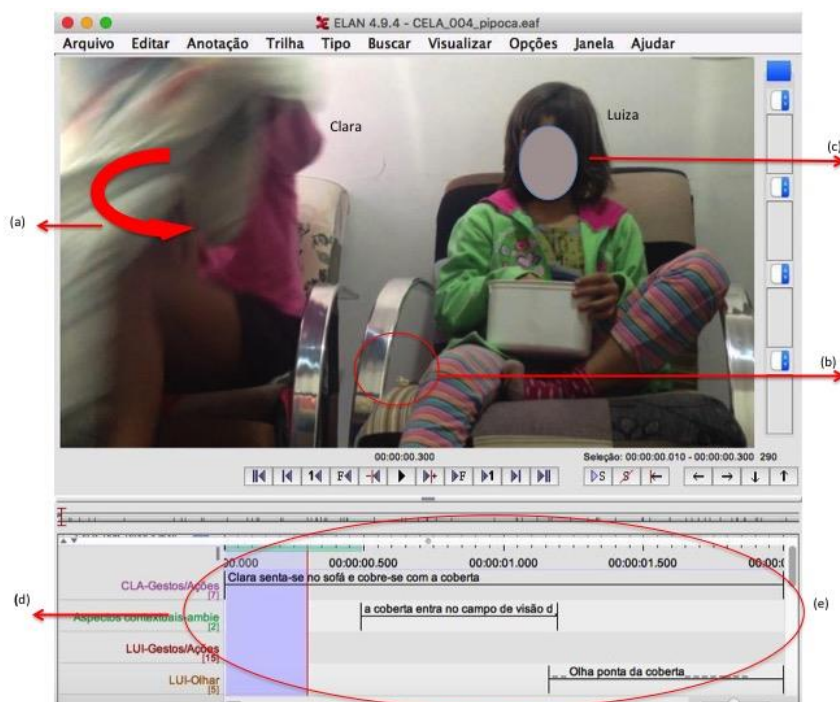 ELAN 4.9.4 - CELA_004_pipoca.eaf
Arquivo Editar Anotação Trilha Tipo Buscar Visualizar Opções Janela Ajudar
Clara
Luiza
(c)
(a)
(b)
00:00:00.300
Seleção: 00:00:00.010 - 00:00:00.300 290
1 F F 1 S S
00.000 00:00:00.500 00:00:01.000 00:00:01.500
CLA-Gestos/Ações
[7]
Clara senta-se no sofá e cobre-se com a coberta
(d)
(e)
Aspectos contextuais-ambie
[2]
a coberta entra no campo de visão d
LUI-Gestos/Ações
[15]
LUI-Olhar
[5]
Olha ponta da coberta